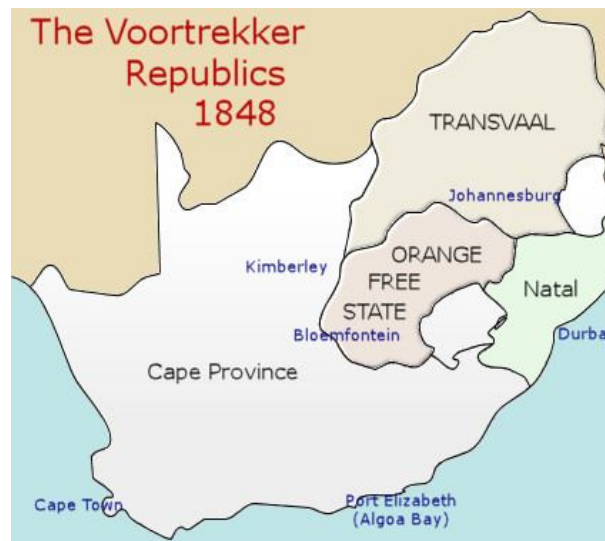 The Voortrekker
Republics
1848
TRANSVAAL
Johannesburg
Kimberley
ORANGE
FREE
STATE
Bloemfontein
Natal
Durba
Cape Province
Cape Town
Port Elizabeth
(Algoa Bay)